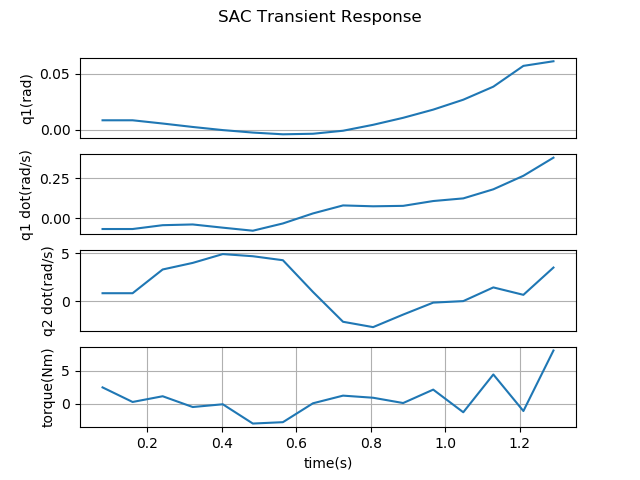 SAC Transient Response
0.05
0.00
q1(rad)
0.25
0.00
q1 dot(rad/s)
5
0
q2 dot(rad/s)
5
0
torque(Nm)
0.2 0.4 0.6 0.8 1.0 1.2
time(s)